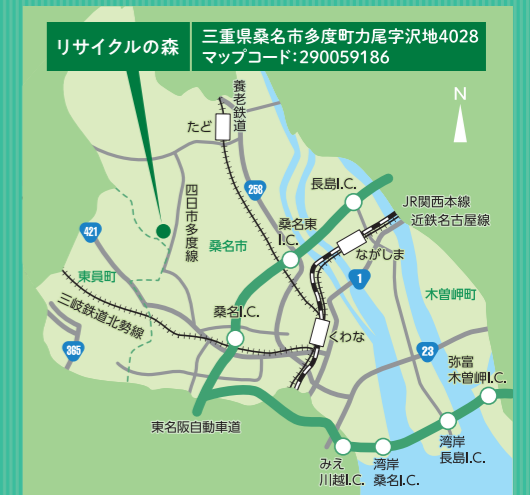 リサイクルの森
三重県桑名市多度町力尾字沢地4028
マップコード:290059186
N
養老鉄道
たど
258
長島I.C.
四日市多度線
JR関西本線
近鉄名古屋線
421
桑名市
桑名東
I.C.
ながしま
東員町
1
木曽岬町
三岐鉄道北勢線
桑名I.C.
くわな
365
23
弥富
木曽岬I.C.
東名阪自動車道
湾岸
長島I.C.
みえ
川越I.C.
湾岸
桑名I.C.